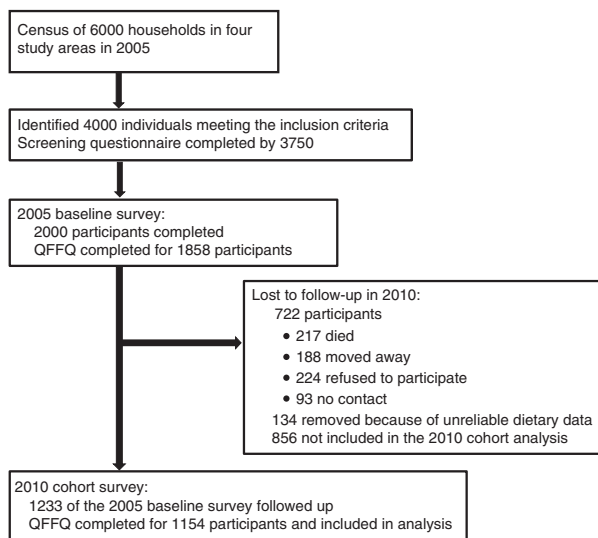 Census of 6000 households in four
study areas in 2005
Identified 4000 individuals meeting the inclusion criteria
Screening questionnaire completed by 3750
2005 baseline survey:
2000 participants completed
QFFQ completed for 1858 participants
Lost to follow-up in 2010:
722 participants
• 217 died
• 188 moved away
• 224 refused to participate
• 93 no contact
134 removed because of unreliable dietary data
856 not included in the 2010 cohort analysis
2010 cohort survey:
1233 of the 2005 baseline survey followed up
QFFQ completed for 1154 participants and included in analysis